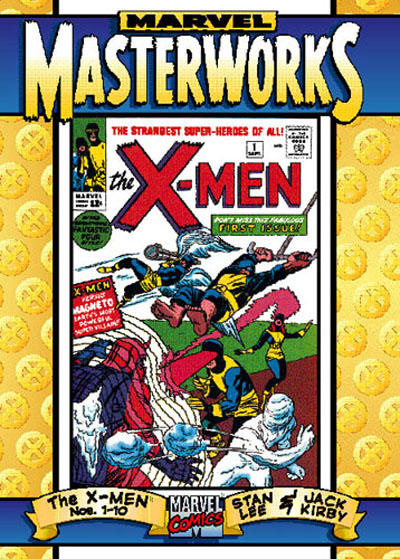 MARVEL
MASTERWORKS
THE STRANGEST SUPER-HEROES OF ALL!
1
SEPT.
the X-MEN
MARVEL
12¢
DON'T MISS THIS FABULOUS
FIRST ISSUE!
FANTASTIC
FOUR
X-MEN
VERSUS
MAGNETO
EARTH'S MOST
POWERFUL
SUPER VILLAIN!
The X-MEN
Nos. 1-10
MARVEL
COMICS
STAN
LEE
&
JACK
KIRBY